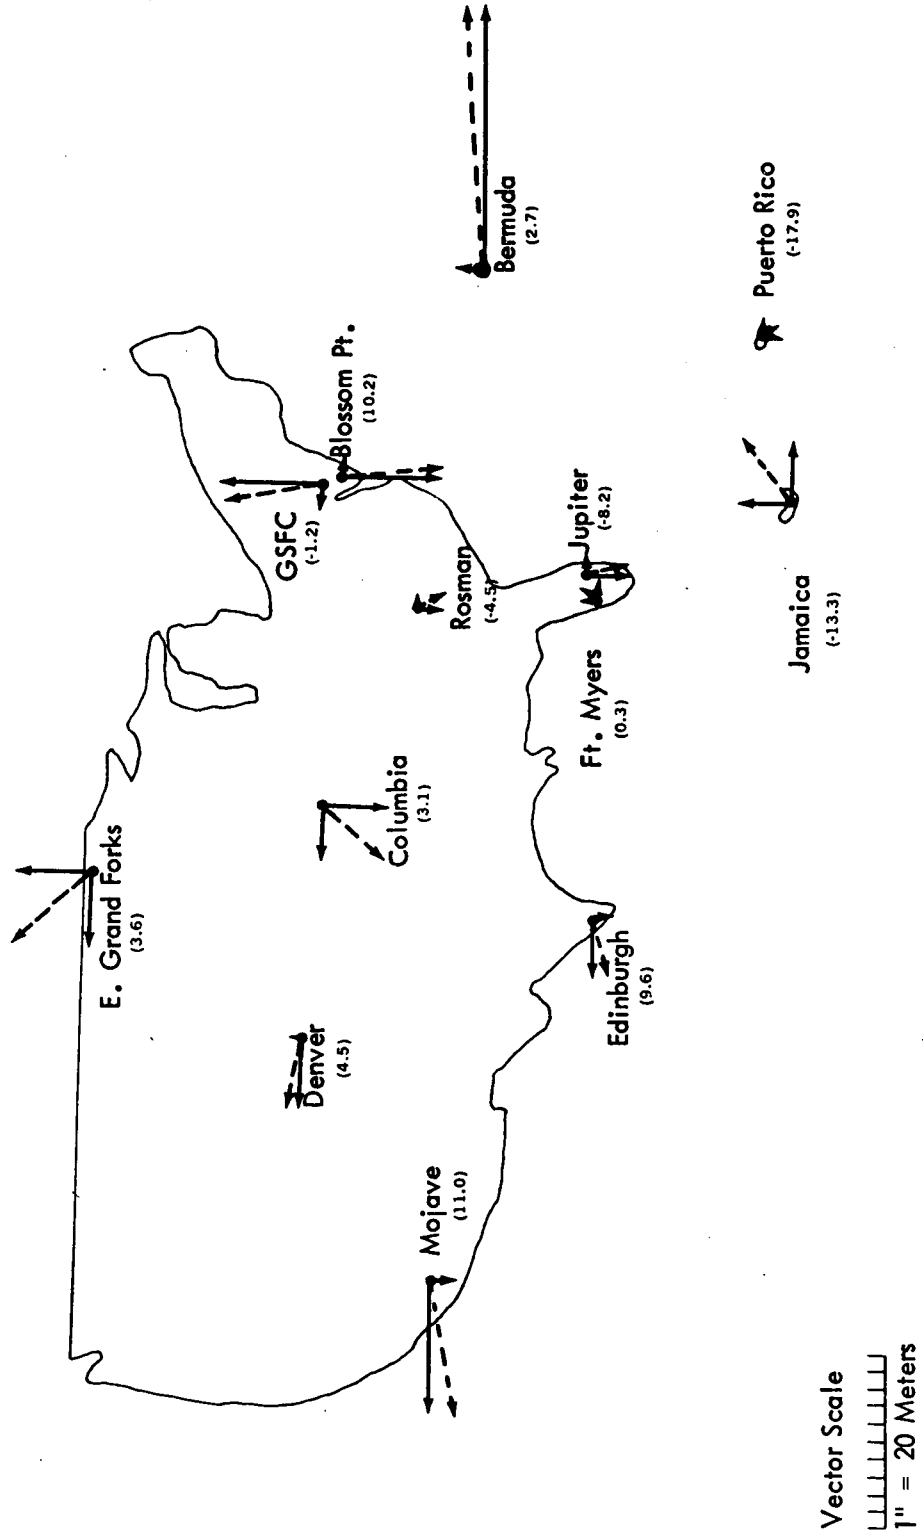 E. Grand Forks
(3.6)
GSFC
(-1.2)
Blossom Pt.
(10.2)
Denver
(4.5)
Columbia
(3.1)
Mojave
(11.0)
Rosman
(-4.5)
Bermuda
(2.7)
Edinburgh
(9.6)
Ft. Myers
(0.3)
Jupiter
(-8.2)
Jamaica
(-13.3)
Puerto Rico
(-17.9)
Vector Scale
1" = 20 Meters